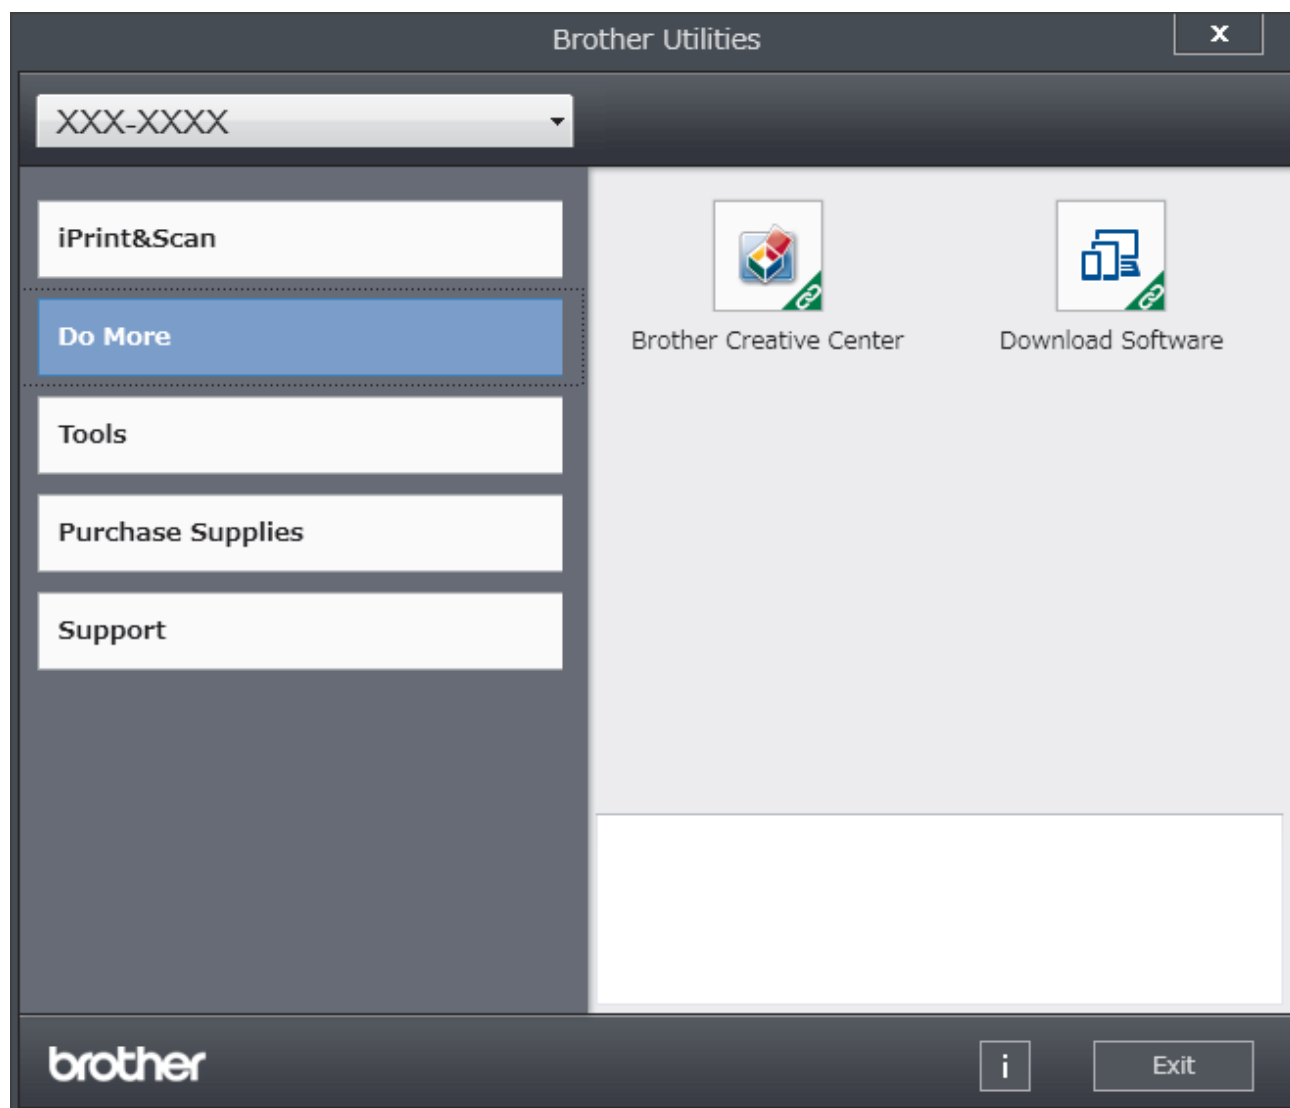 Brother Utilities
x
XXX-XXXX
iPrint&Scan
Do More
Tools
Purchase Supplies
Support
Brother Creative Center
Download Software
brother
i
Exit